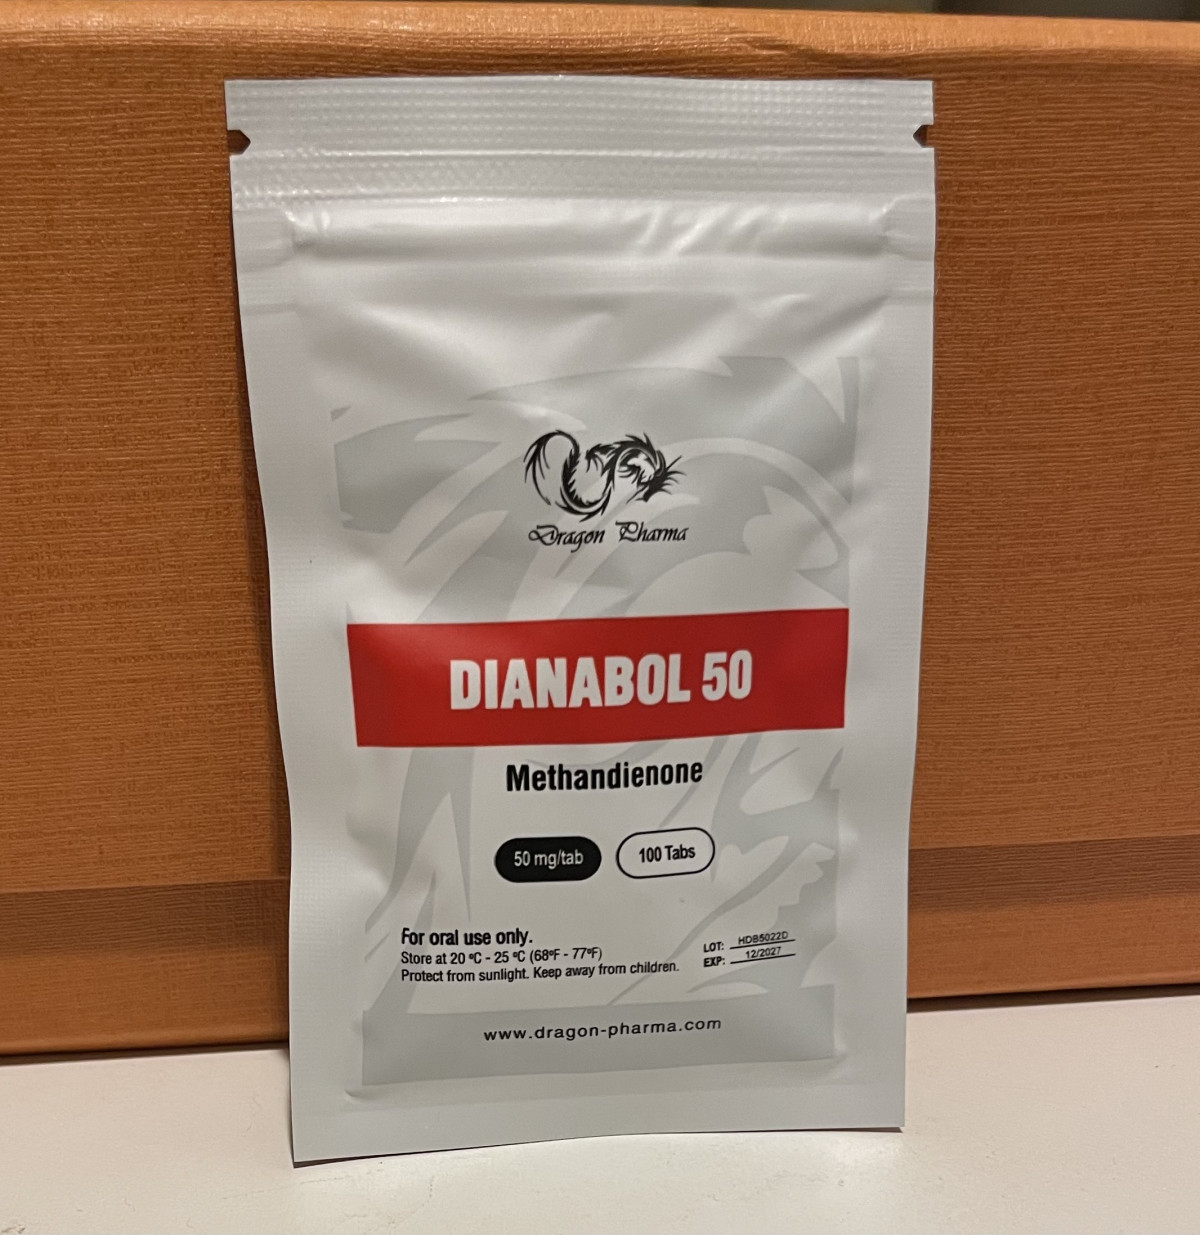 Dragon Pharma
DIANABOL 50
Methandienone
50 mg/tab
100 Tabs
For oral use only.
Store at 20 ºC - 25 ºC (68ºF - 77ºF)
Protect from sunlight. Keep away from children.
LOT: HDB5022D
EXP: 12/2027
www.dragon-pharma.com